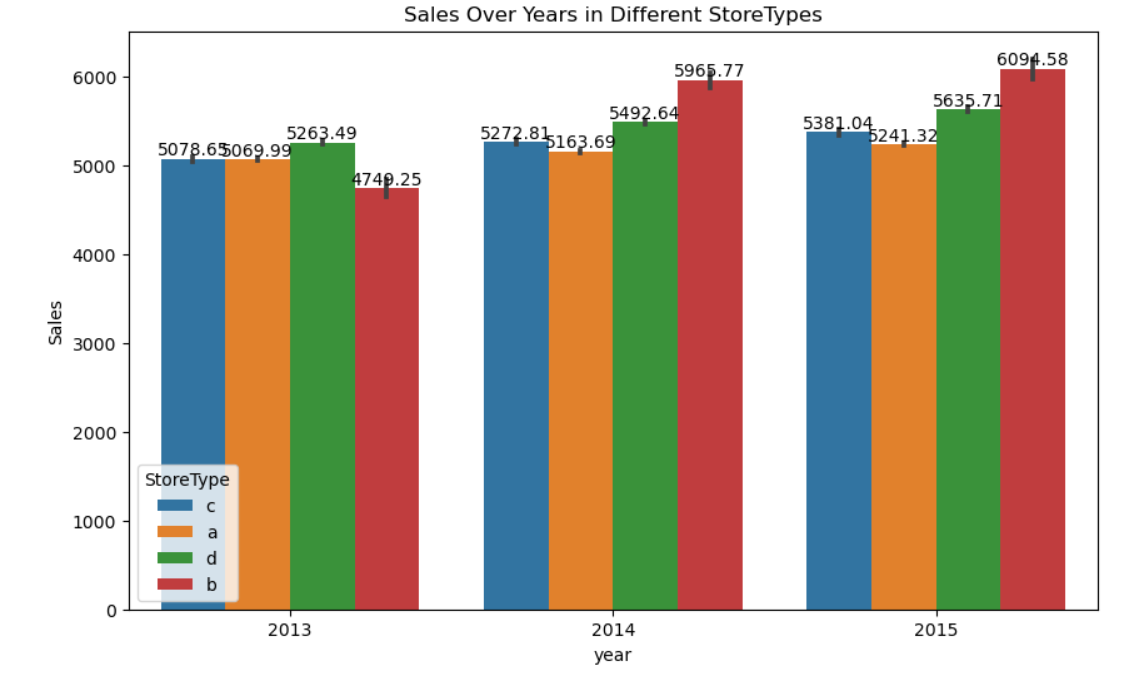 Sales Over Years in Different StoreTypes
6000
5000
4000
3000
2000
1000
0
Sales
5078.65
5069.99
5263.49
4749.25
5272.81
5163.69
5492.64
5965.77
5381.04
5241.32
5635.71
6094.58
StoreType
c
a
d
b
2013
2014
2015
year